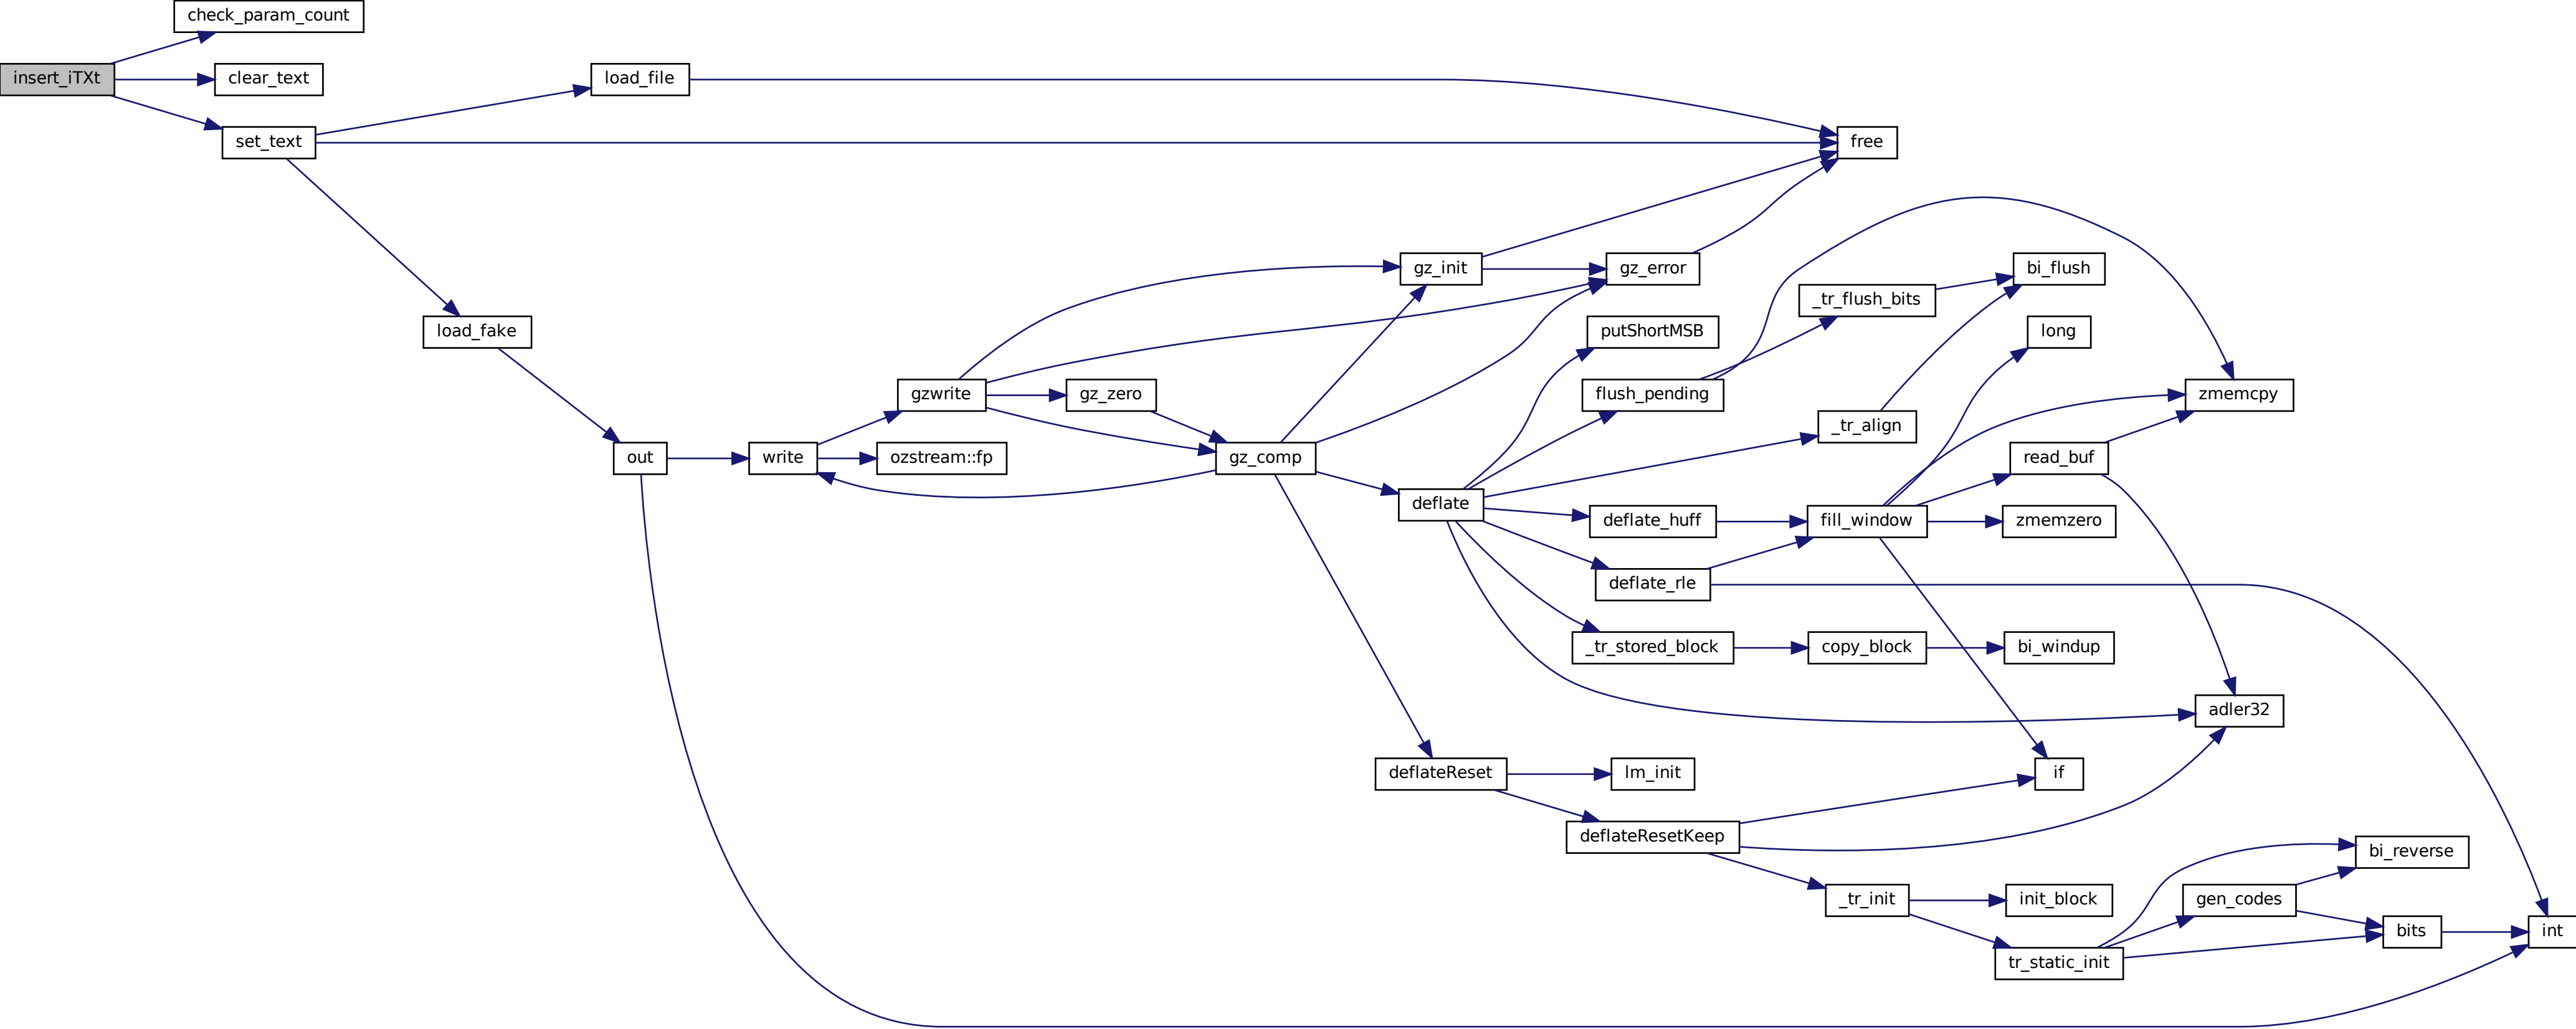 check_param_count
insert_iTXt
clear_text
load_file
set_text
free
gz_init
gz_error
bi_flush
_tr_flush_bits
load_fake
putShortMSB
long
gzwrite
gz_zero
flush_pending
zmemcpy
_tr_align
out
write
ozstream::fp
gz_comp
read_buf
deflate
deflate_huff
fill_window
zmemzero
deflate_rle
_tr_stored_block
copy_block
bi_windup
adler32
deflateReset
lm_init
if
deflateResetKeep
bi_reverse
_tr_init
init_block
gen_codes
bits
int
tr_static_init